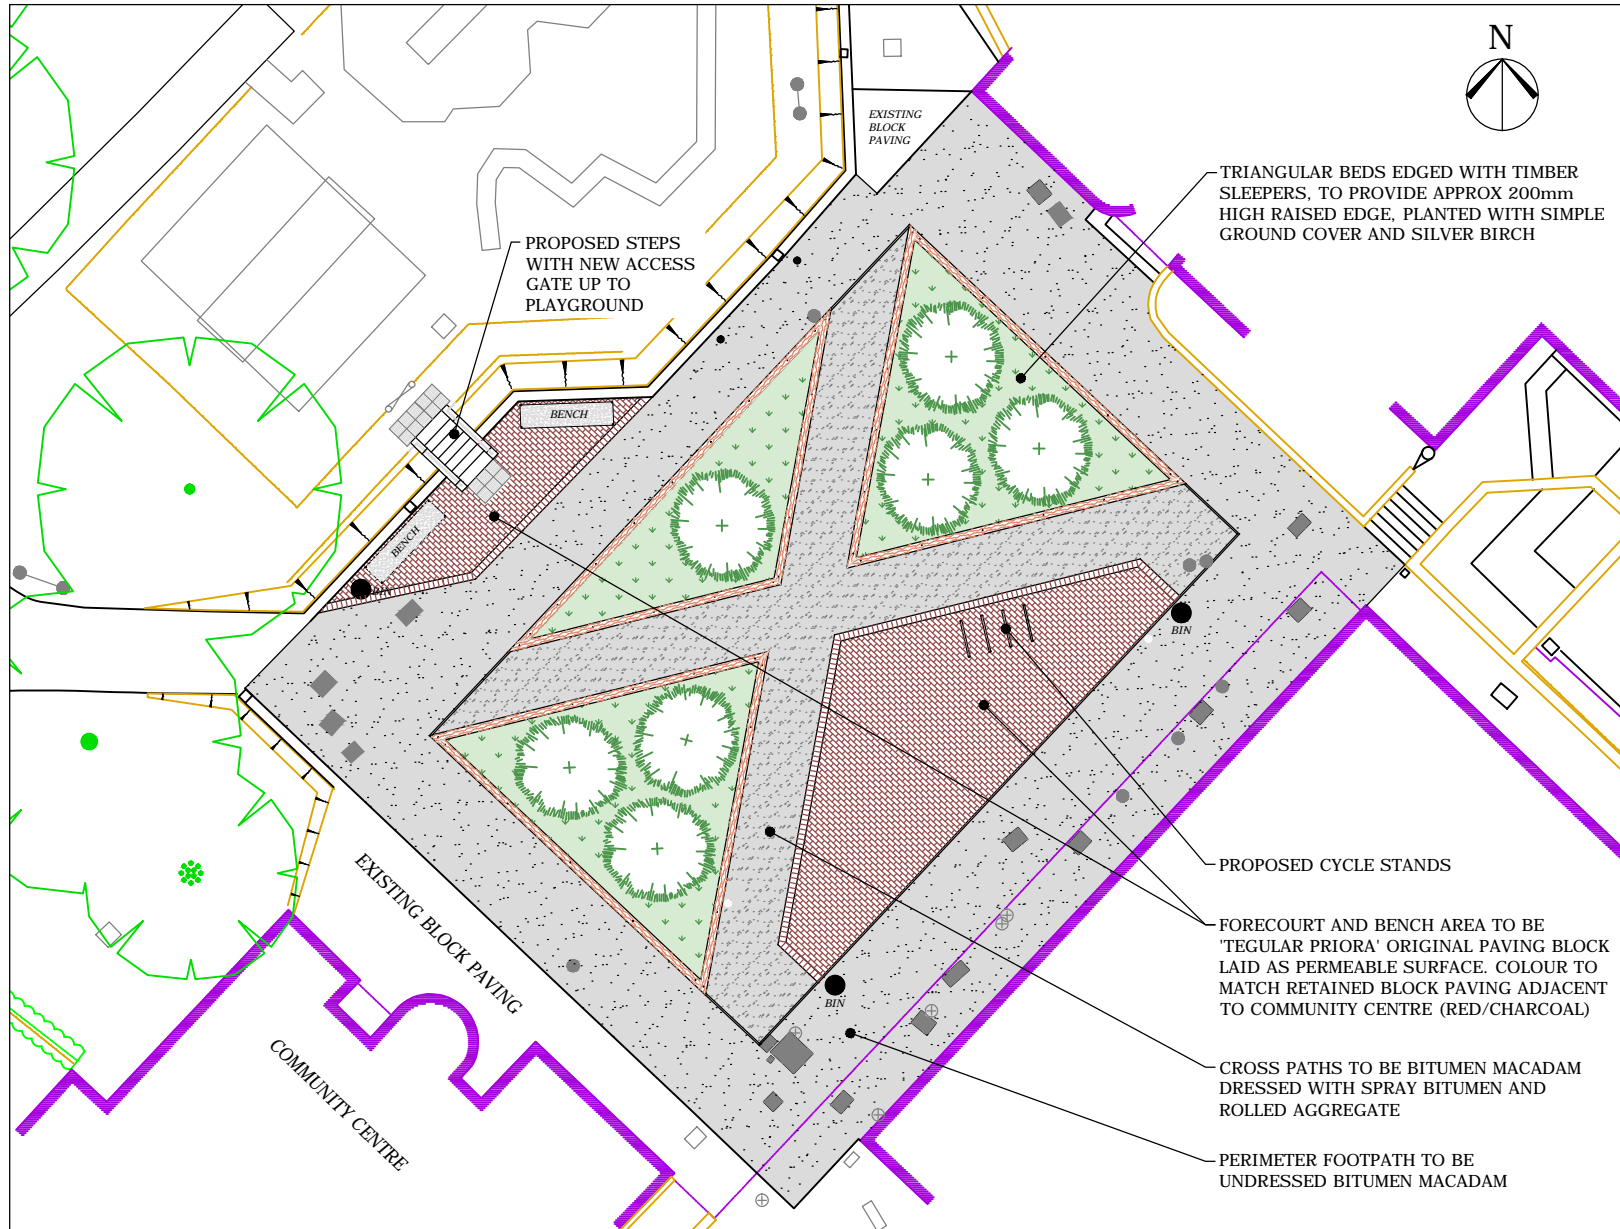 N
EXISTING
BLOCK
PAVING
TRIANGULAR BEDS EDGED WITH TIMBER
SLEEPERS, TO PROVIDE APPROX 200mm
HIGH RAISED EDGE, PLANTED WITH SIMPLE
GROUND COVER AND SILVER BIRCH
PROPOSED STEPS
WITH NEW ACCESS
GATE UP TO
PLAYGROUND
BENCH
BENCH
BIN
BIN
BIN
EXISTING BLOCK PAVING
COMMUNITY CENTRE
PROPOSED CYCLE STANDS
FORECOURT AND BENCH AREA TO BE
'TEGULAR PRIORA' ORIGINAL PAVING BLOCK
LAID AS PERMEABLE SURFACE. COLOUR TO
MATCH RETAINED BLOCK PAVING ADJACENT
TO COMMUNITY CENTRE (RED/CHARCOAL)
CROSS PATHS TO BE BITUMEN MACADAM
DRESSED WITH SPRAY BITUMEN AND
ROLLED AGGREGATE
PERIMETER FOOTPATH TO BE
UNDRESSED BITUMEN MACADAM